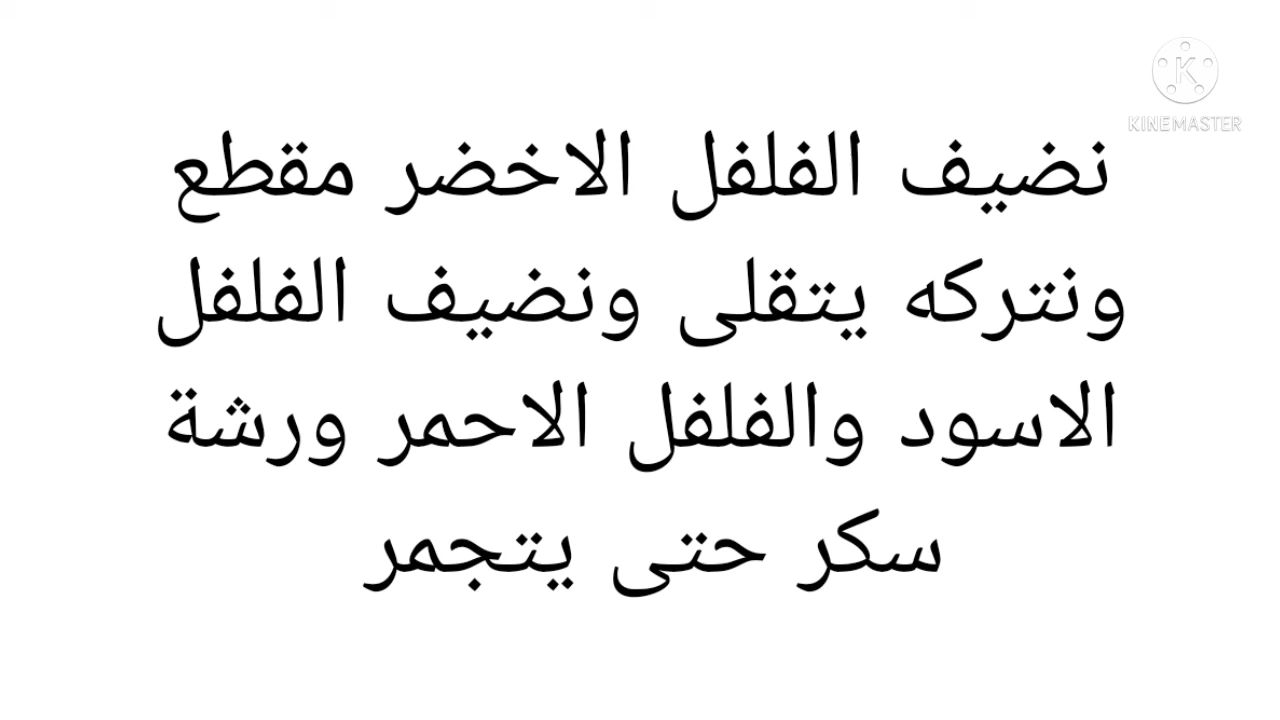 K
KINEMASTER
نضيف الفلفل الاخضر مقطع
ونتركه يتقلى ونضيف الفلفل
الاسود والفلفل الاحمر ورشة
سكر حتى يتجمر